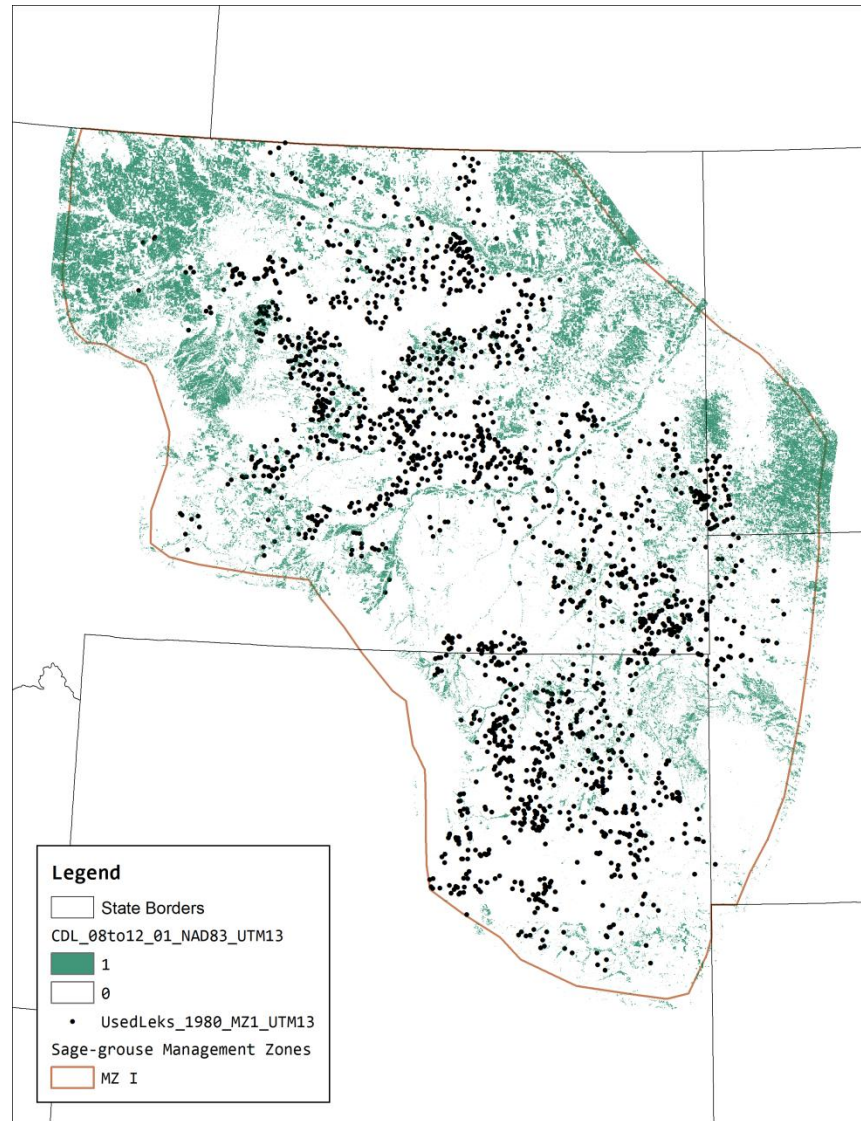 Legend
State Borders
CDL_08to12_01_NAD83_UTM13
1
0
UsedLeks_1980_MZ1_UTM13
Sage-grouse Management Zones
MZ I